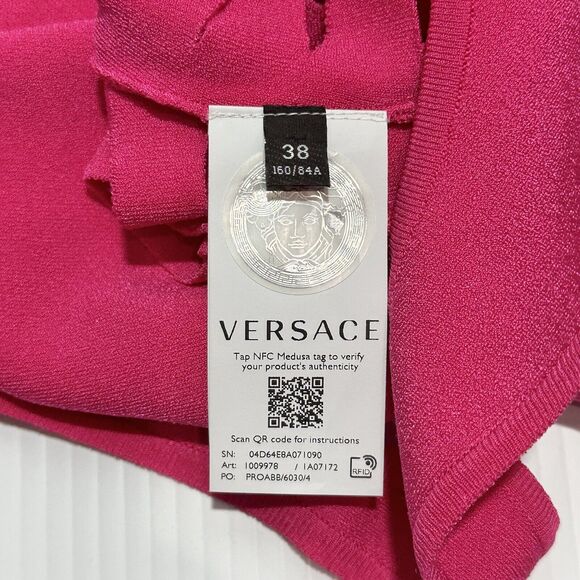 38
160/84A
VERSACE
Tap NFC Medusa tag to verify
your product's authenticity
Scan QR code for instructions
SN: 04D64E8A071090
Art: 1009978 / 1A07172
PO: PROABB/6030/4
RFID